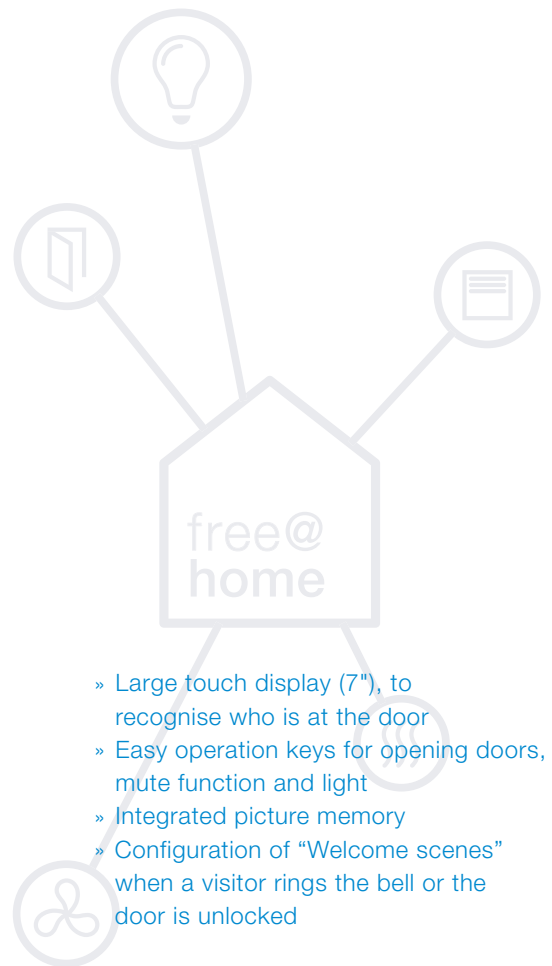 free@
home
» Large touch display (7"), to
recognise who is at the door
» Easy operation keys for opening doors,
mute function and light
» Integrated picture memory
» Configuration of “Welcome scenes”
when a visitor rings the bell or the
door is unlocked